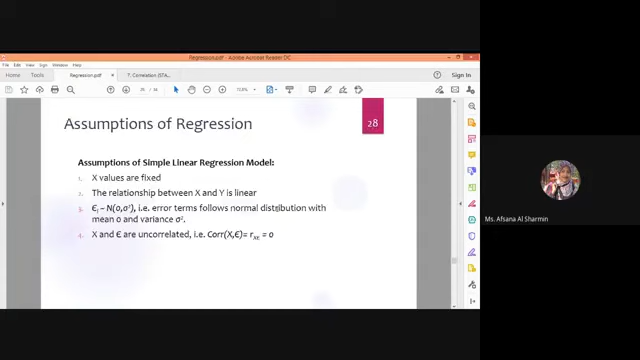 Regression.pdf - Adobe Acrobat Reader DC
File Edit View Window Help
Home Tools Regression.pdf × 7. Correlation (STA... Sign In
Assumptions of Regression
28
Assumptions of Simple Linear Regression Model:
1. X values are fixed
2. The relationship between X and Y is linear
3. Є, ~ N(0,σ²), i.e. error terms follows normal distribution with
mean 0 and variance σ².
4. X and Є are uncorrelated, i.e. Corr(X,Є)= r = 0
Ms. Afsana Al Sharmin